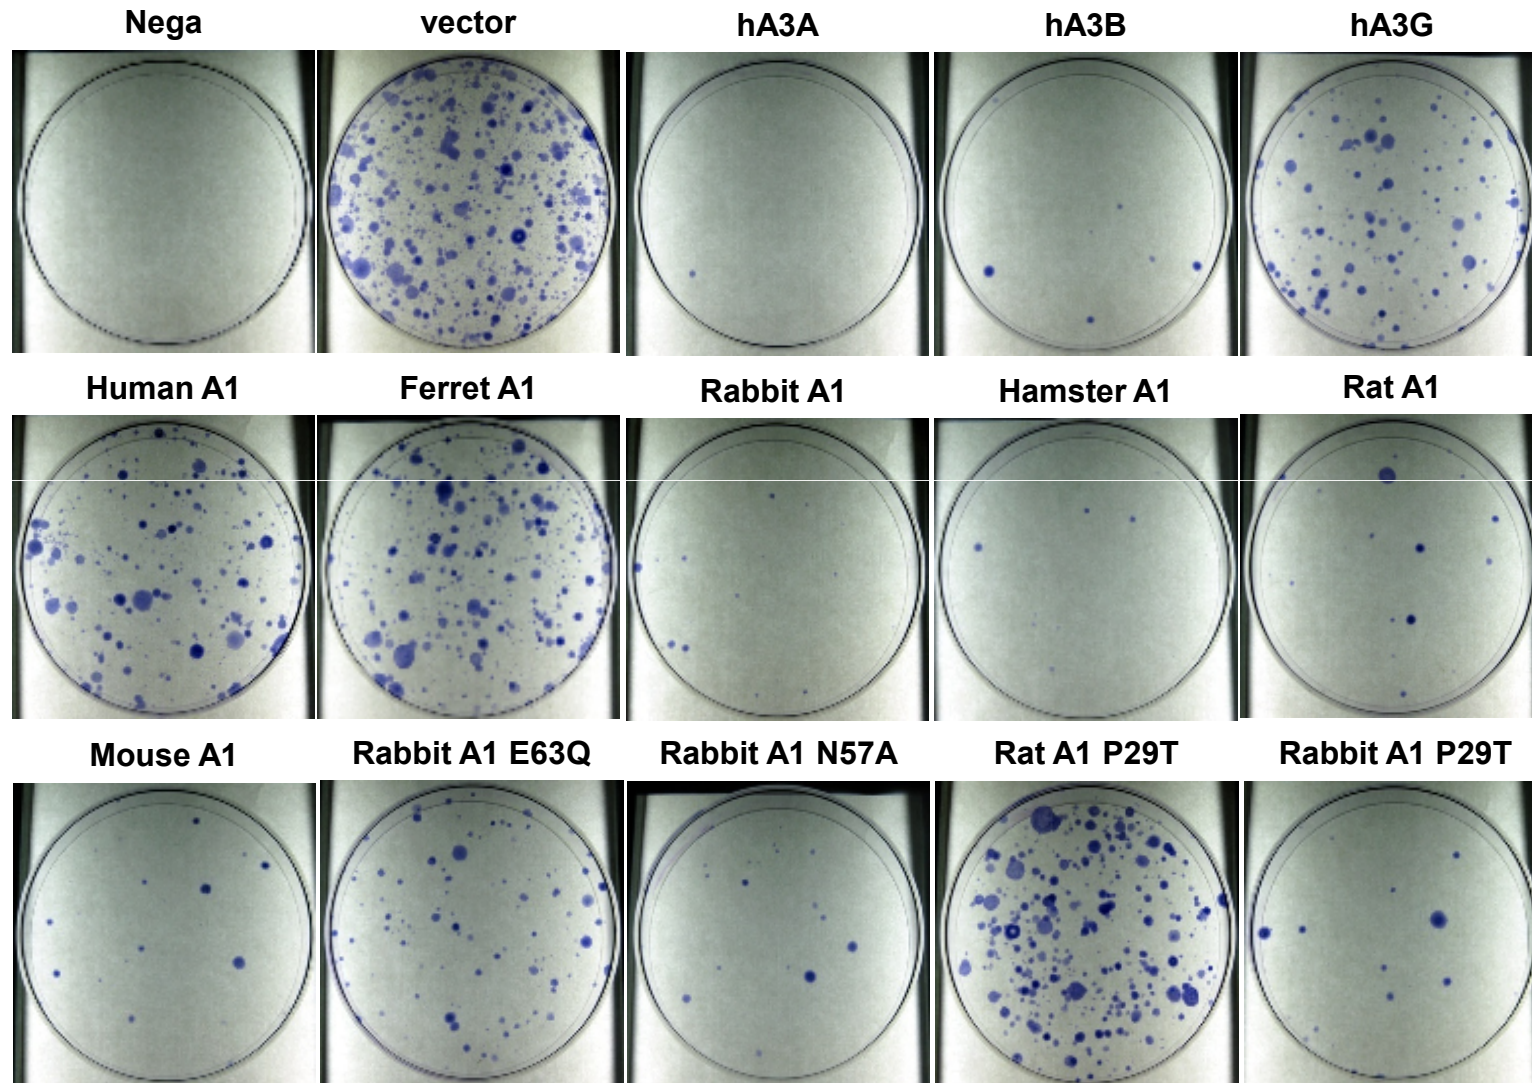 Nega vector hA3A hA3B hA3G
Human A1 Ferret A1 Rabbit A1 Hamster A1 Rat A1
Mouse A1 Rabbit A1 E63Q Rabbit A1 N57A Rat A1 P29T Rabbit A1 P29T